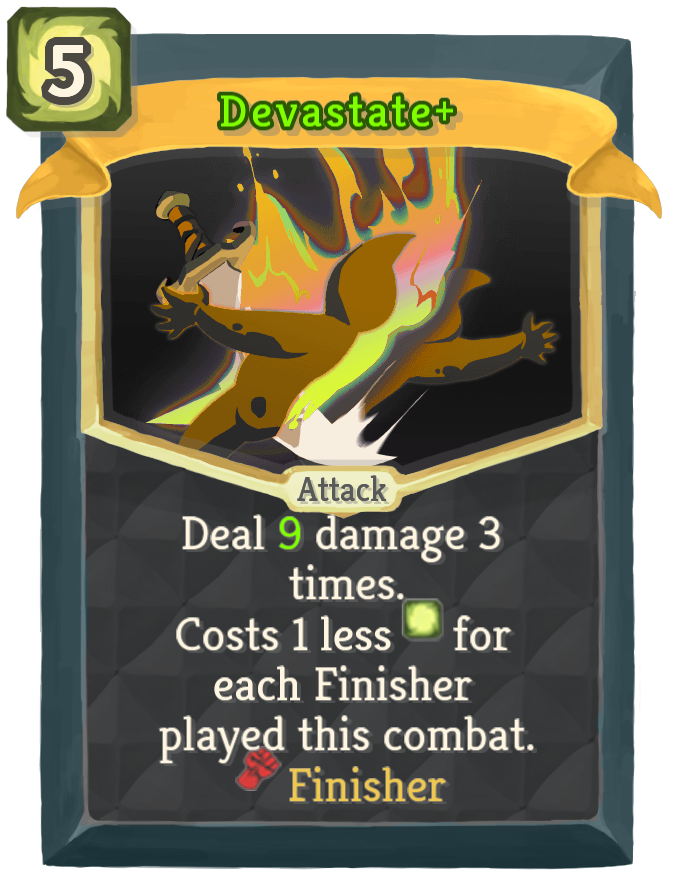 5
Devastate+
Attack
Deal 9 damage 3
times.
Costs 1 less for
each Finisher
played this combat.
Finisher